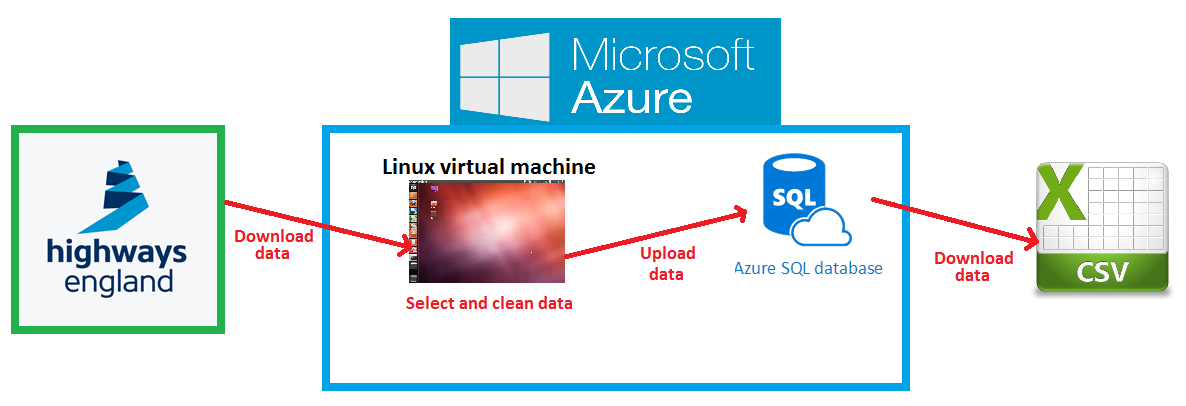 Microsoft
Azure
highways
england
Download
data
Linux virtual machine
Select and clean data
Upload
data
SQL
Azure SQL database
Download
data
X
CSV